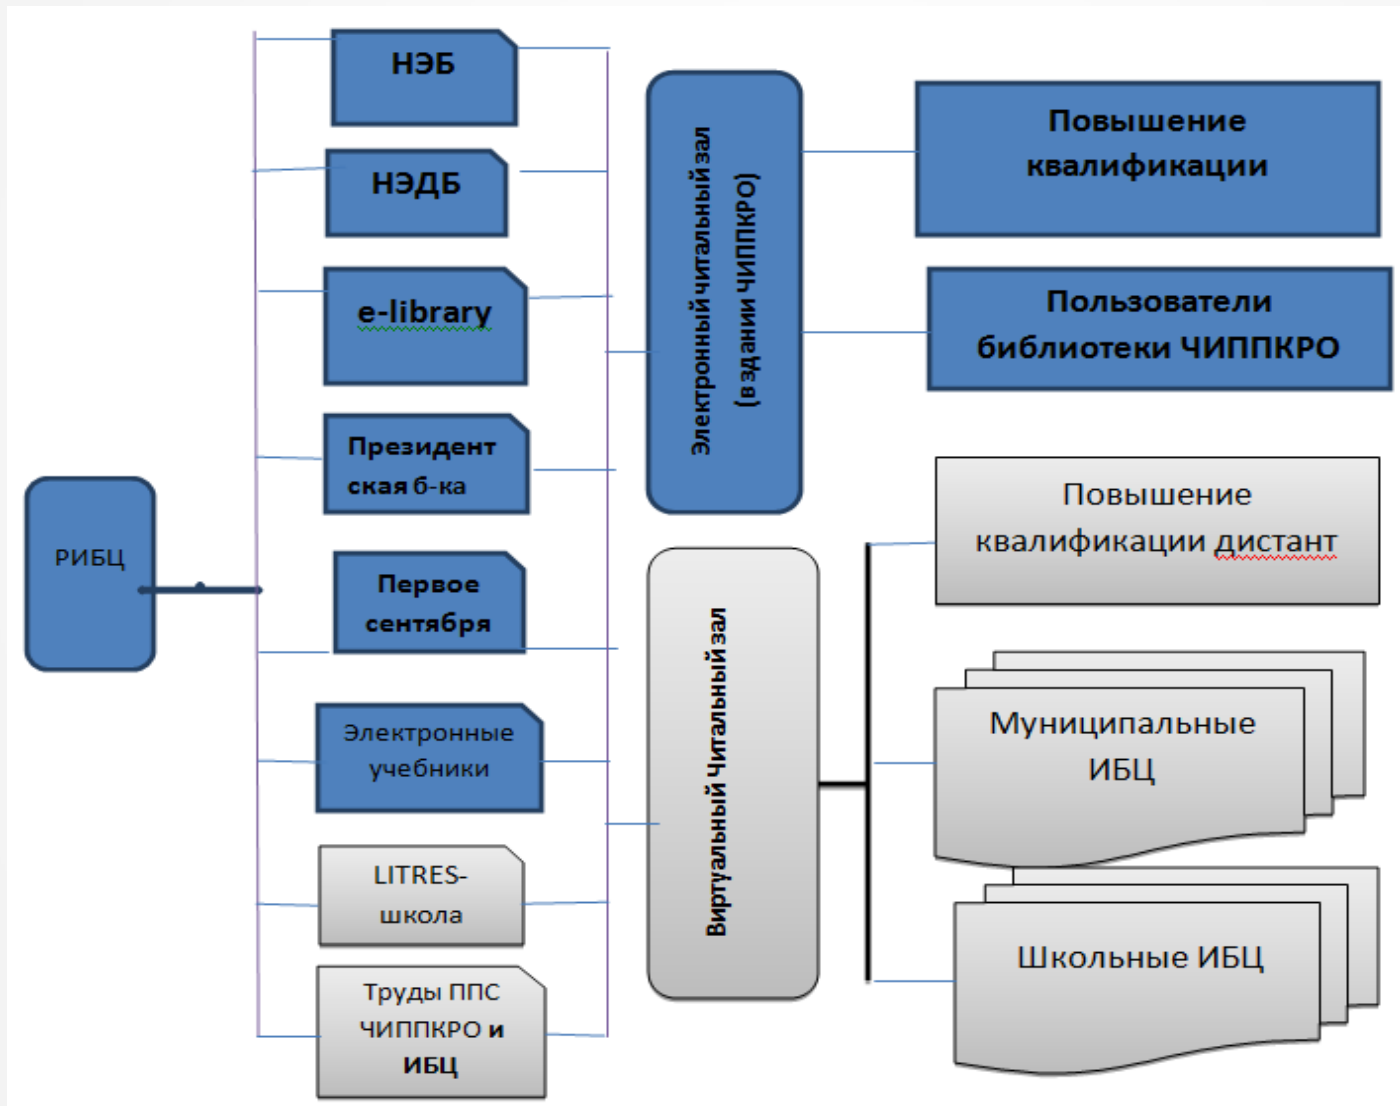 РИБЦ
НЭБ
НЭДБ
e-library
Президент
ская б-ка
Первое
сентября
Электронные
учебники
LITRES-
школа
Труды ППС
ЧИППКРО и
ИБЦ
Электронный читальный зал
(в здании ЧИППКРО)
Виртуальный Читальный зал
Повышение
квалификации
Пользователи
библиотеки ЧИППКРО
Повышение
квалификации дистант
Муниципальные
ИБЦ
Школьные ИБЦ